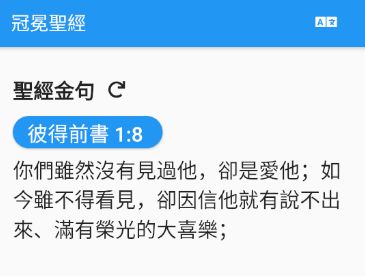 冠冕聖經
A 文
聖經金句
彼得前書 1:8
你們雖然沒有見過他，卻是愛他；如
今雖不得看見，卻因信他就有說不出
來、滿有榮光的大喜樂；